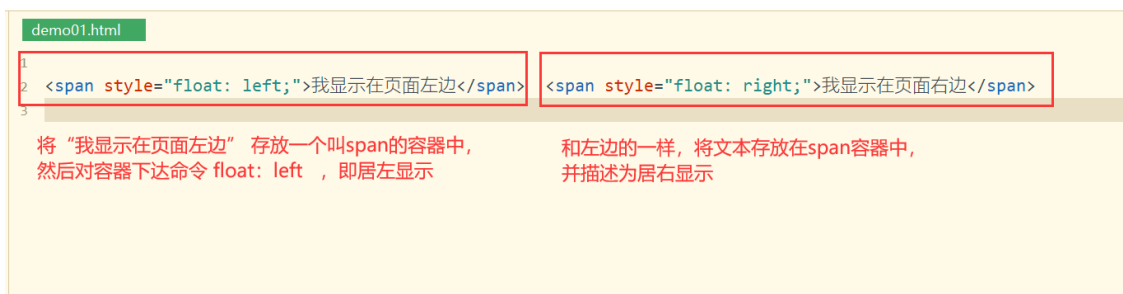 demo01.html
1
2 <span style="float: left;">我显示在页面左边</span> <span style="float: right;">我显示在页面右边</span>
3
将“我显示在页面左边” 存放一个叫span的容器中，
然后对容器下达命令 float：left ，即居左显示
和左边的一样，将文本存放在span容器中，
并描述为居右显示